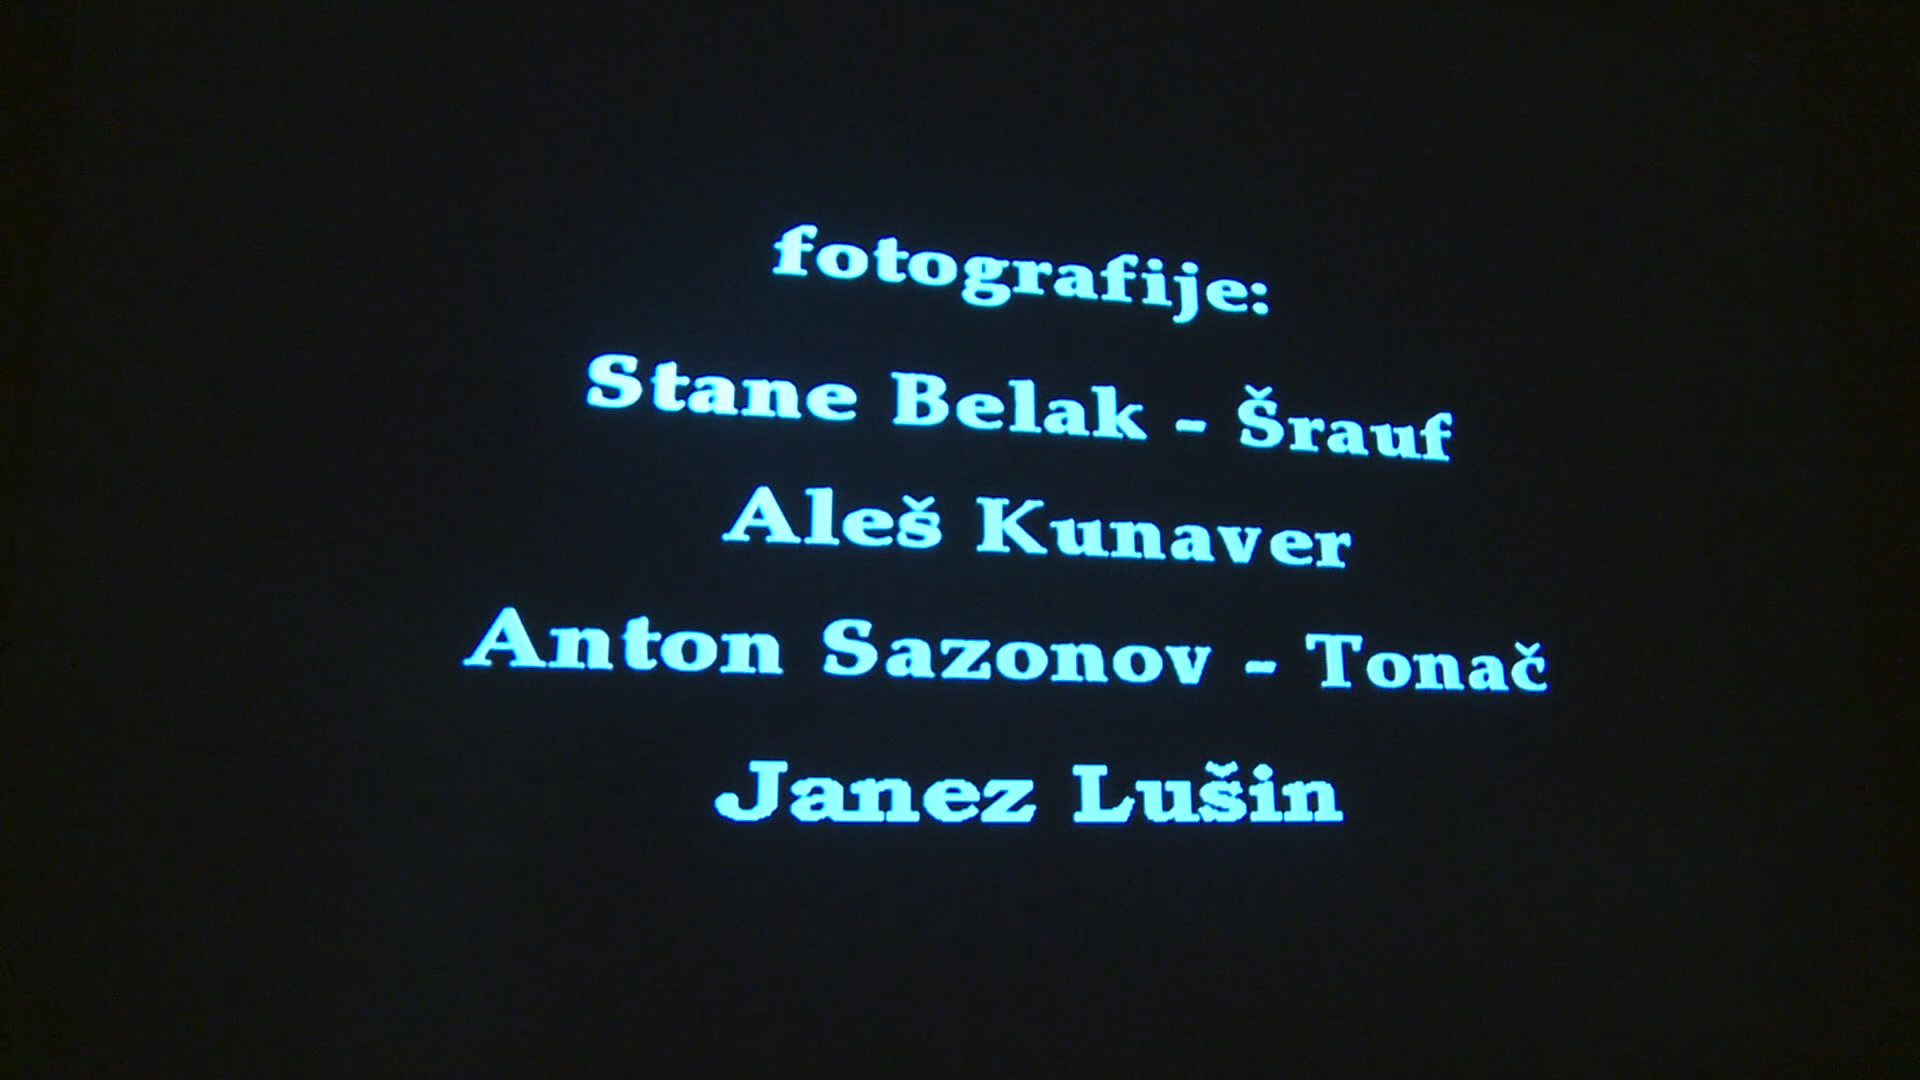 fotografije:
Stane Belak - Šrauf
Aleš Kunaver
Anton Sazonov - Tonač
Janez Lušin